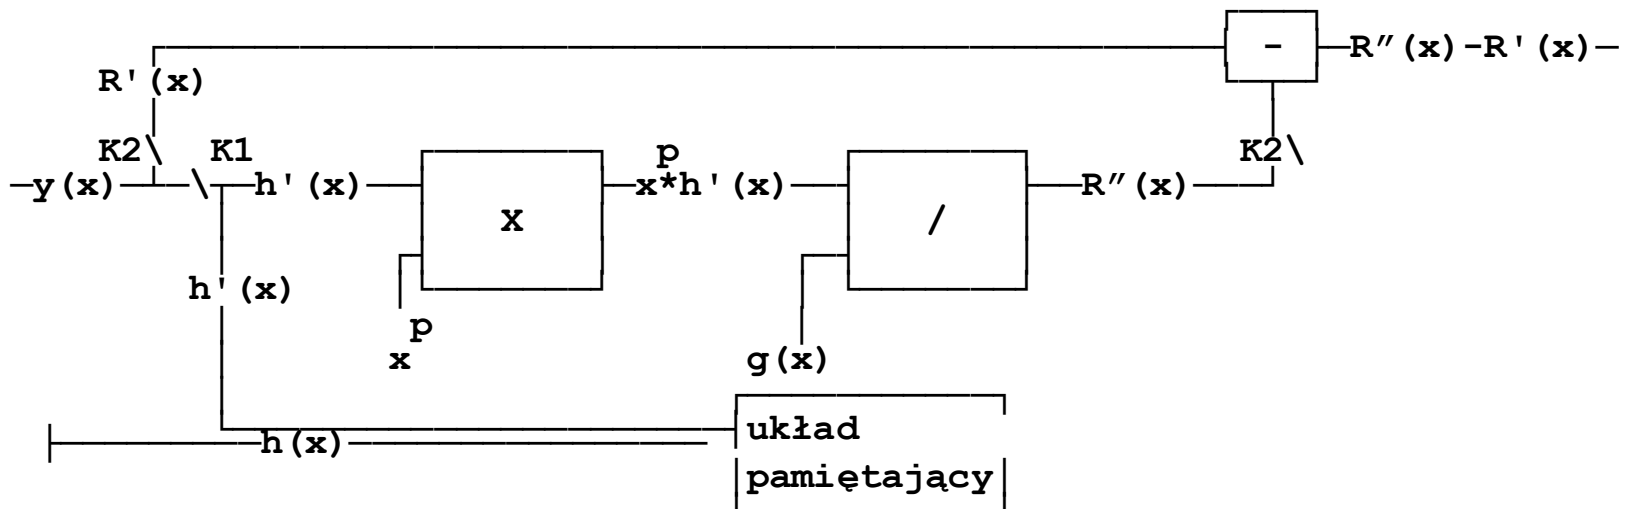 -
R″(x)-R'(x)
R'(x)
K2\ K1 p K2\
y(x) \ h'(x) x*h'(x) R″(x)
X /
h'(x)
p
x g(x)
układ
h(x)
pamiętający